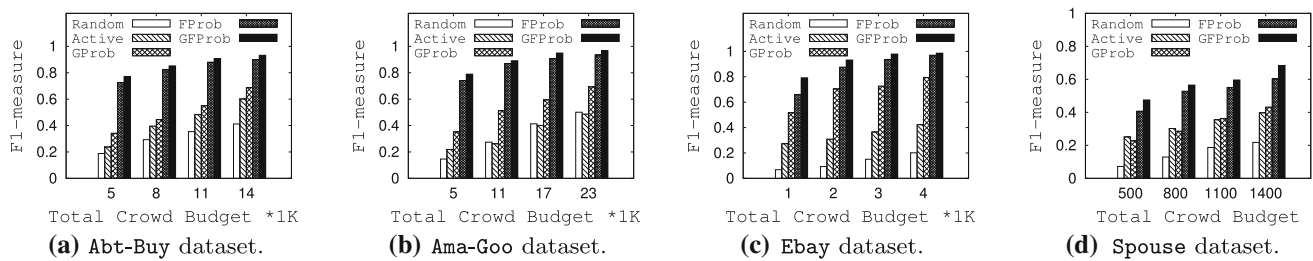 F1-measure
Random FProb
Active GFProb
GProb
1
0.8
0.6
0.4
0.2
0
5 8 11 14
Total Crowd Budget *1K
(a) Abt-Buy dataset.
F1-measure
Random FProb
Active GFProb
GProb
1
0.8
0.6
0.4
0.2
0
5 11 17 23
Total Crowd Budget *1K
(b) Ama-Goo dataset.
F1-measure
Random FProb
Active GFProb
GProb
1
0.8
0.6
0.4
0.2
0
1 2 3 4
Total Crowd Budget *1K
(c) Ebay dataset.
F1-measure
1
Random FProb
Active GFProb
GProb
0.8
0.6
0.4
0.2
0
500 800 1100 1400
Total Crowd Budget
(d) Spouse dataset.